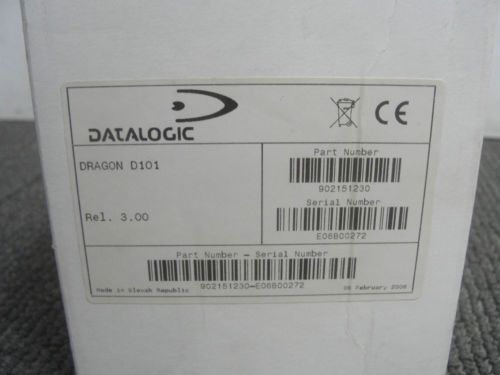 DATALOGIC
CE
DRAGON D101
Rel. 3.00
Part Number
902151230
Serial Number
E06B00272
Part Number - Serial Number
902151230-E06B00272
Made in Slovak Republic
06 February, 2006